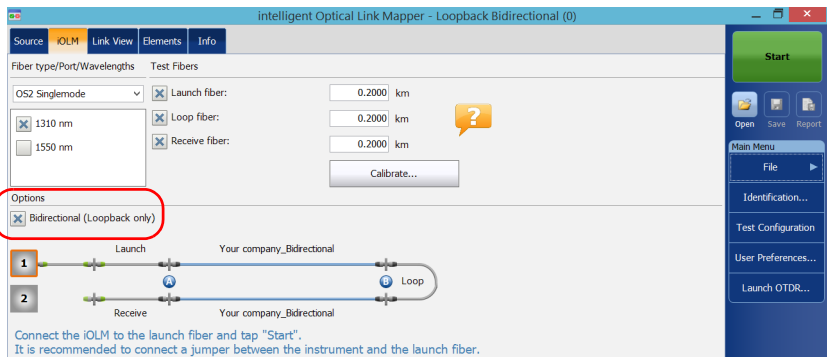 intelligent Optical Link Mapper - Loopback Bidirectional (0)
Source iOLM Link View Elements Info
Start
Fiber type/Port/Wavelengths Test Fibers
OS2 Singlemode
Launch fiber: 0.2000 km
1310 nm
Loop fiber: 0.2000 km
?
1550 nm
Receive fiber: 0.2000 km
Calibrate...
Open Save Report
Main Menu
File
Identification...
Test Configuration
User Preferences...
Launch OTDR...
Options
Bidirectional (Loopback only)
Launch Your company_Bidirectional
1
A B Loop
2
Receive Your company_Bidirectional
Connect the iOLM to the launch fiber and tap "Start".
It is recommended to connect a jumper between the instrument and the launch fiber.